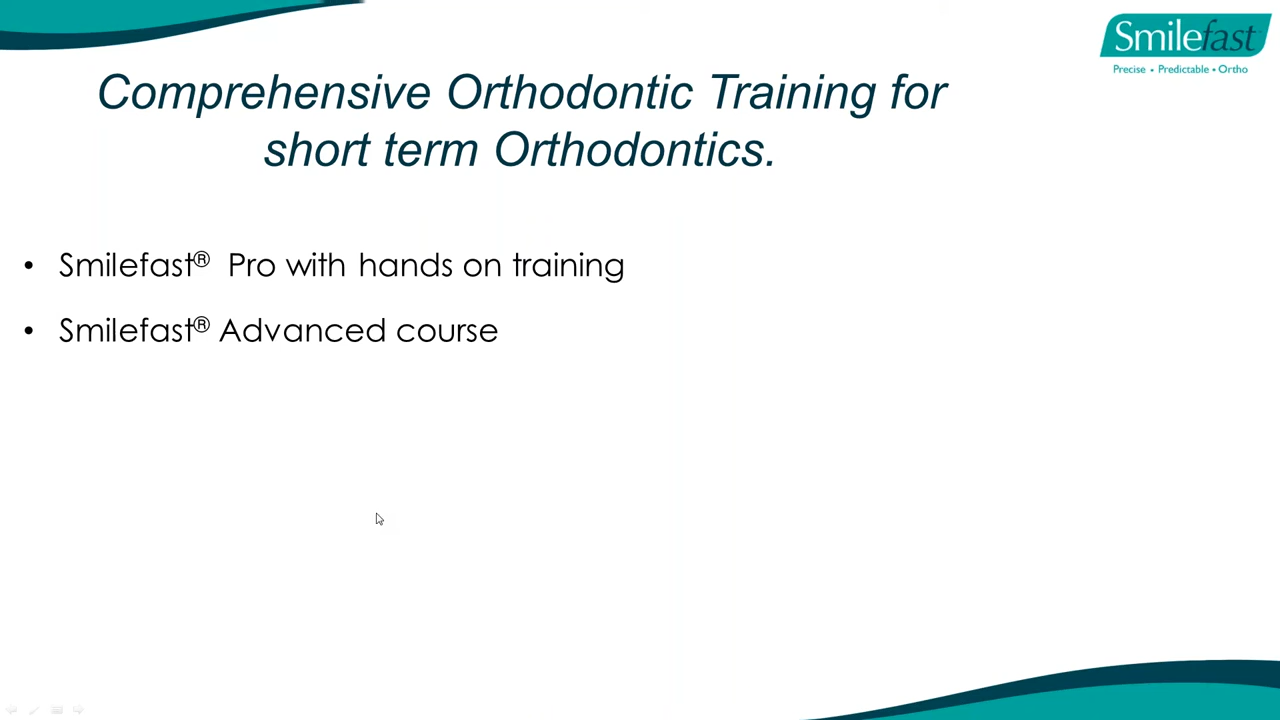 Smilefast
Precise • Predictable • Ortho
Comprehensive Orthodontic Training for
short term Orthodontics.
• Smilefast® Pro with hands on training
• Smilefast® Advanced course